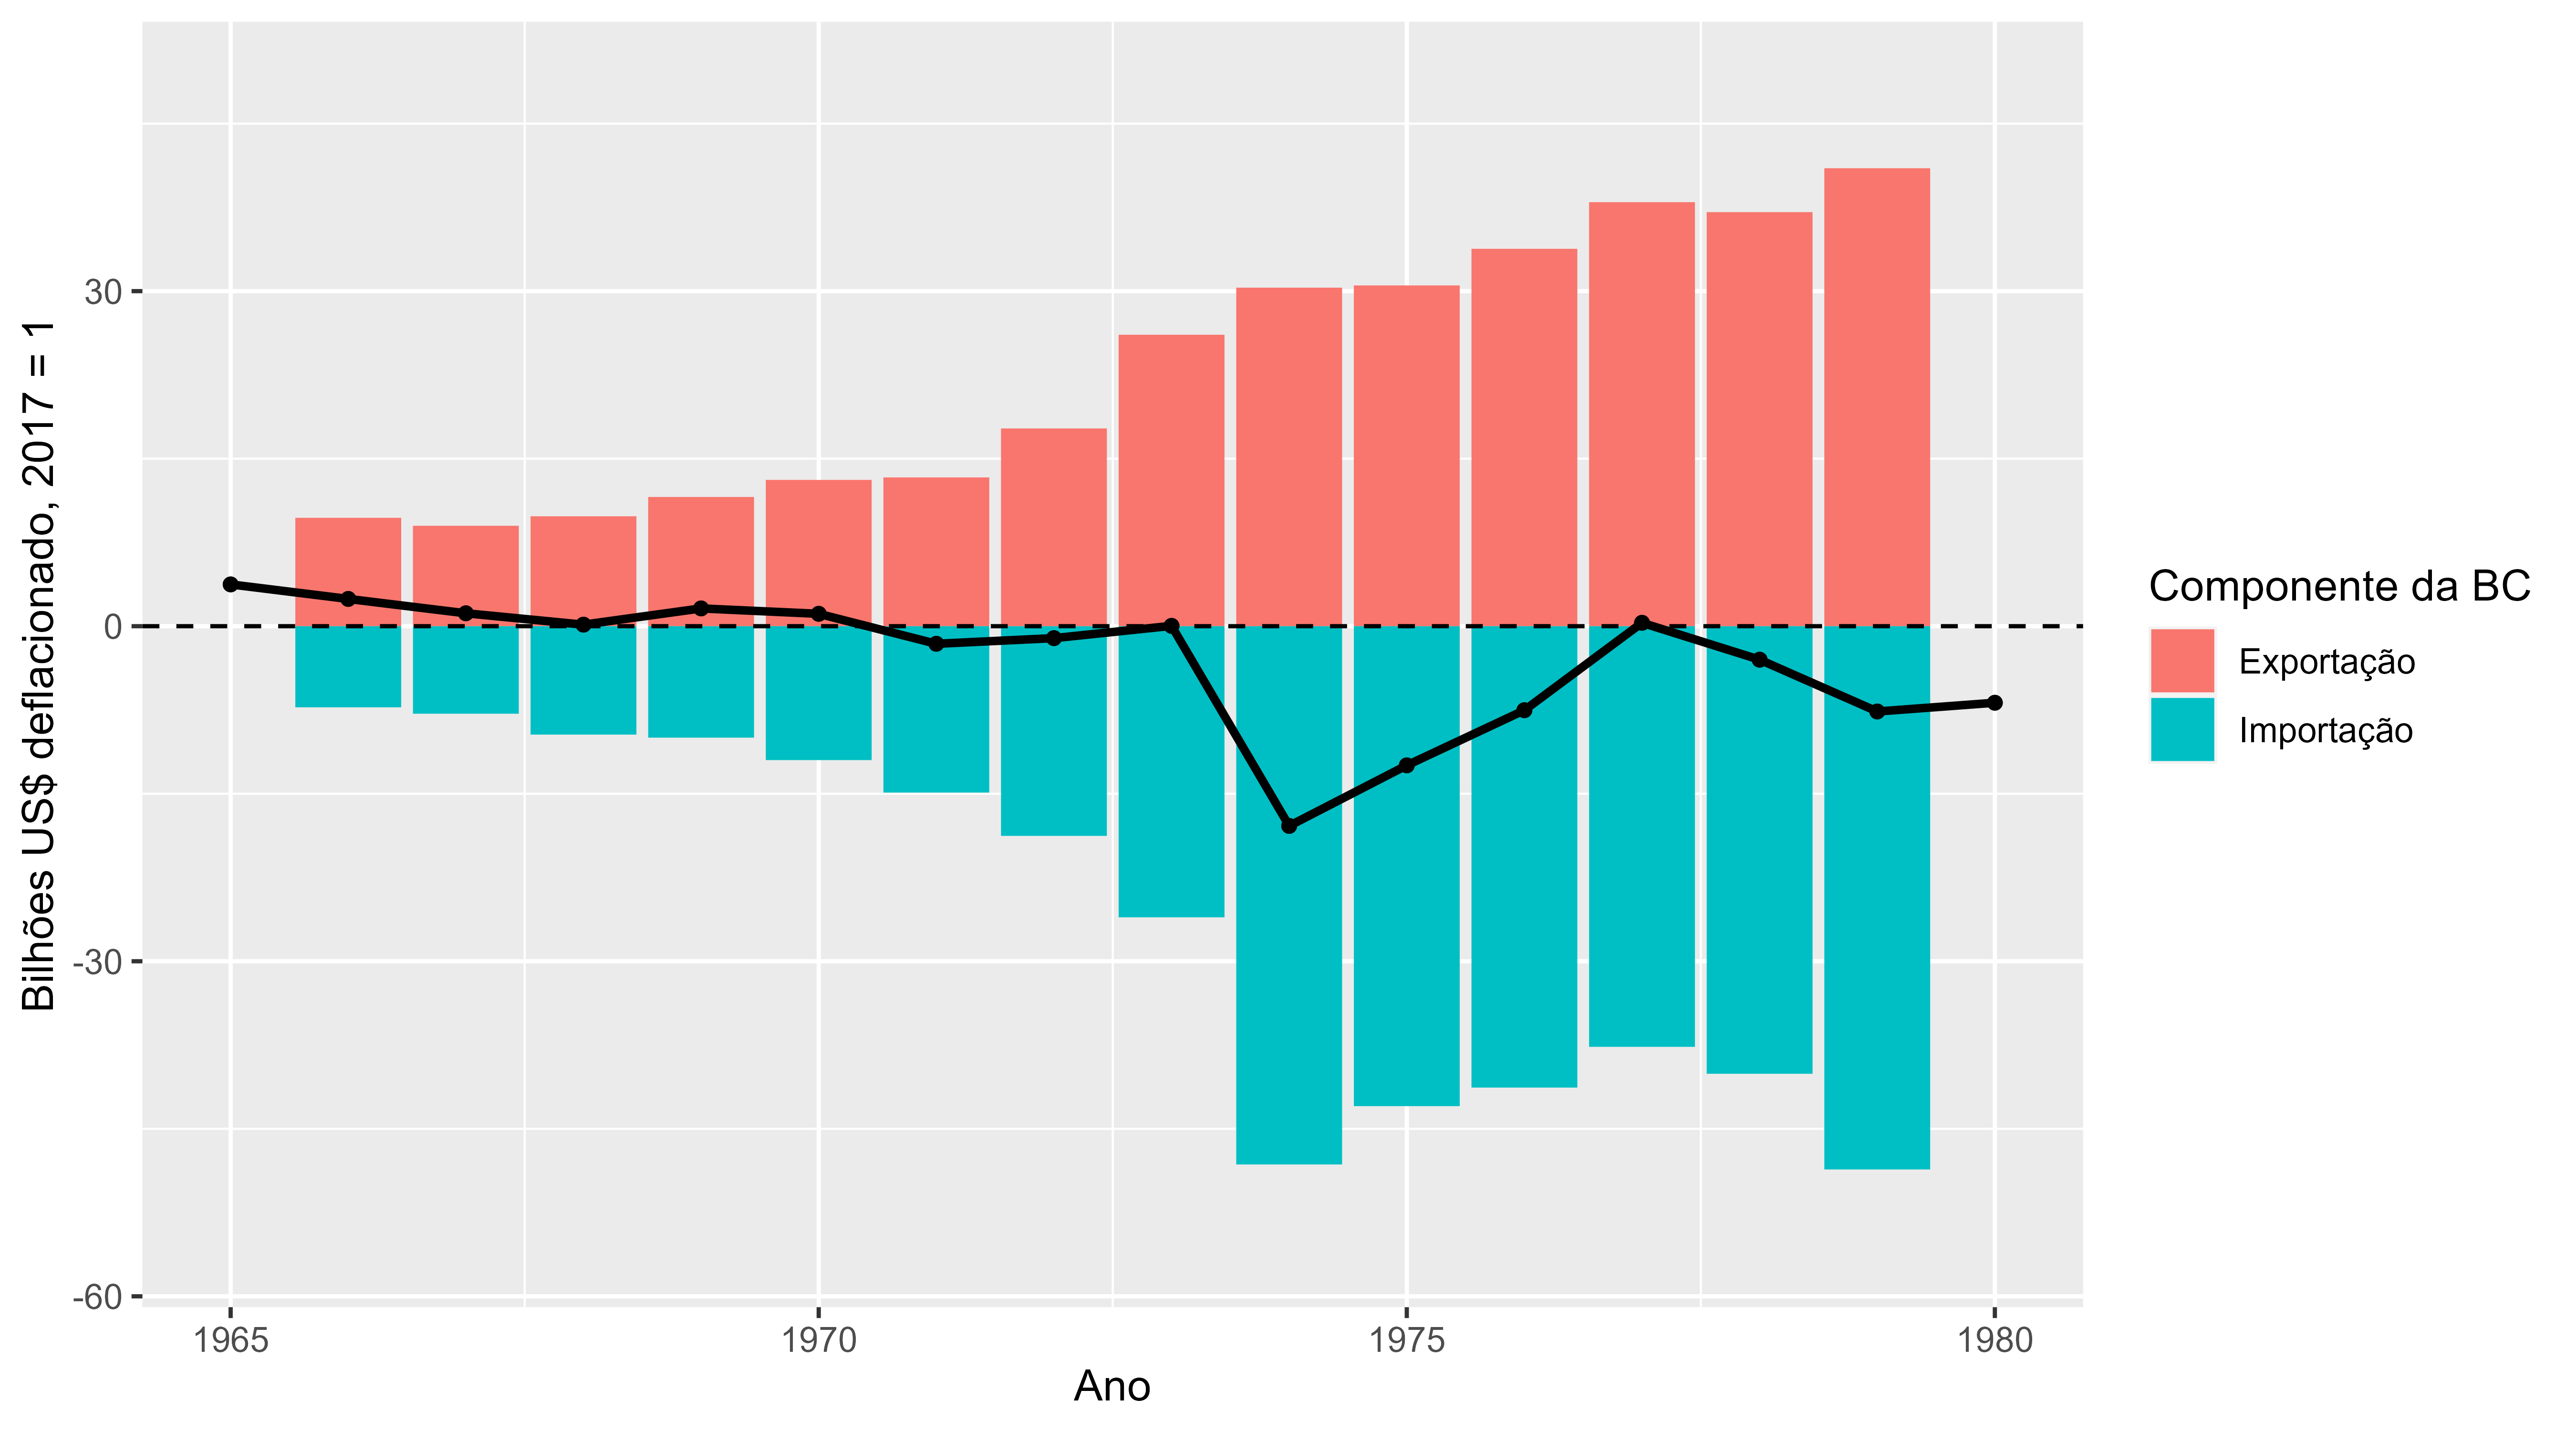 Bilhões US$ deflacionado, 2017 = 1
30
0
-30
-60
1965
1970
1975
1980
Ano
Componente da BC
Exportação
Importação